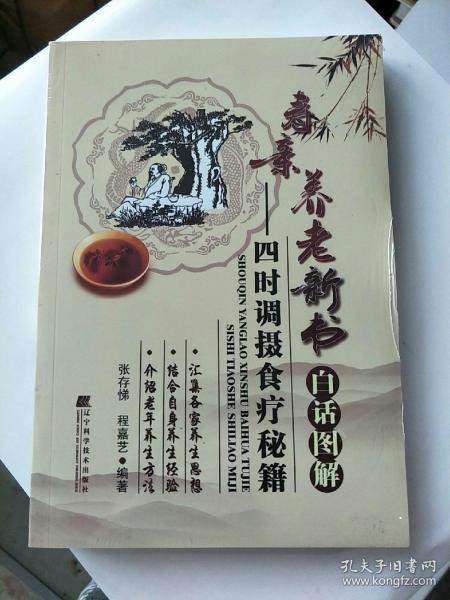 寿亲养老新书
白话图解
四时调摄食疗秘籍
SHOUQIN YANGLAO XINSHU BAIHUA TUJIE
SISHI TIAOSHE SHILIAO MIJI
•汇集各家养生思想
•结合自身养生经验
•介绍老年养生方法
张存悌 程嘉艺•编著
辽宁科学技术出版社
孔夫子旧书网
www.kongfz.com